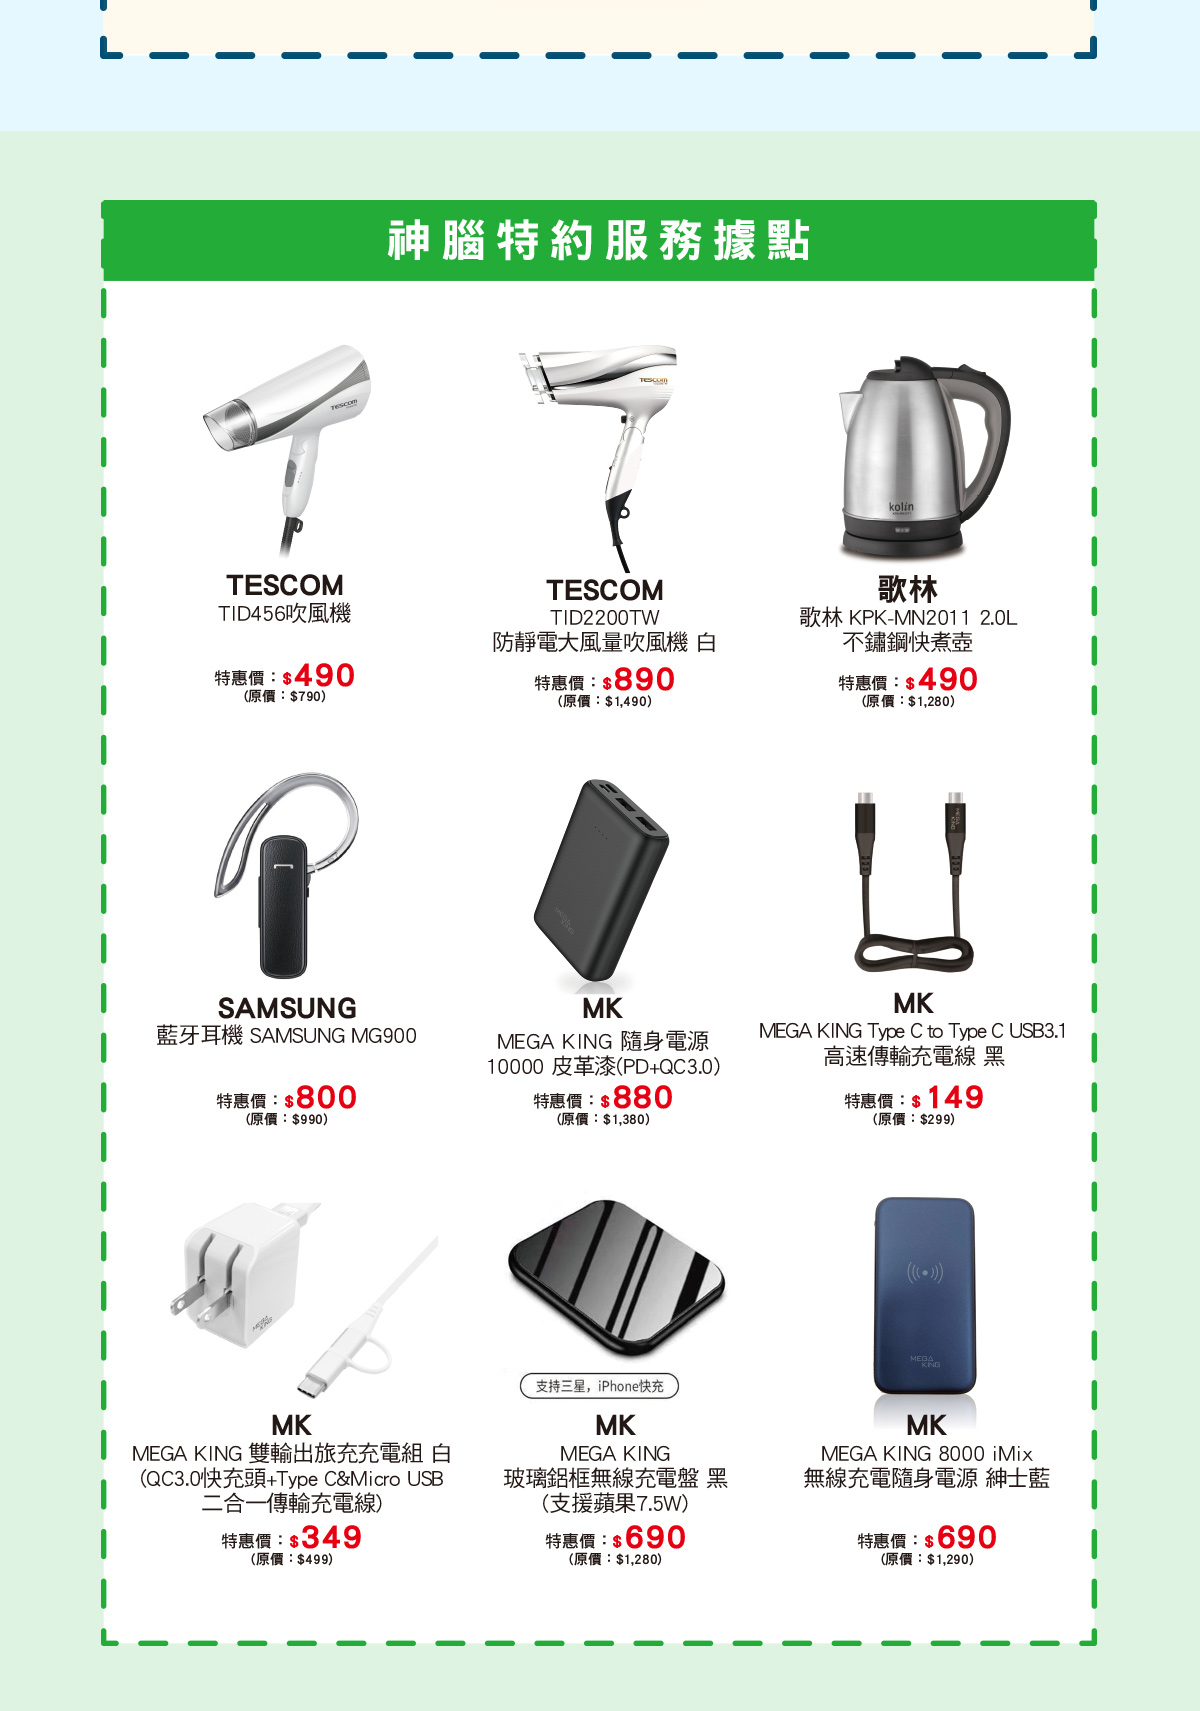 神腦特約服務據點
TESCOM
TESCOM
kolin
TESCOM
TID456吹風機
特惠價：$490
(原價：$790)
TESCOM
TID2200TW
防靜電大風量吹風機 白
特惠價：$890
(原價：$1,490)
歌林
歌林 KPK-MN2011 2.0L
不鏽鋼快煮壺
特惠價：$490
(原價：$1,280)
MEGA
KING
MEGA
KING
SAMSUNG
藍牙耳機 SAMSUNG MG900
特惠價：$800
(原價：$990)
MK
MEGA KING 隨身電源
10000 皮革漆(PD+QC3.0)
特惠價：$880
(原價：$1,380)
MK
MEGA KING Type C to Type C USB3.1
高速傳輸充電線 黑
特惠價：$149
(原價：$299)
MEGA
KING
支持三星，iPhone快充
MEGA
KING
MK
MEGA KING 雙輸出旅充充電組 白
(QC3.0快充頭+Type C&Micro USB
二合一傳輸充電線)
特惠價：$349
(原價：$499)
MK
MEGA KING
玻璃鋁框無線充電盤 黑
(支援蘋果7.5W)
特惠價：$690
(原價：$1,280)
MK
MEGA KING 8000 iMix
無線充電隨身電源 紳士藍
特惠價：$690
(原價：$1,290)